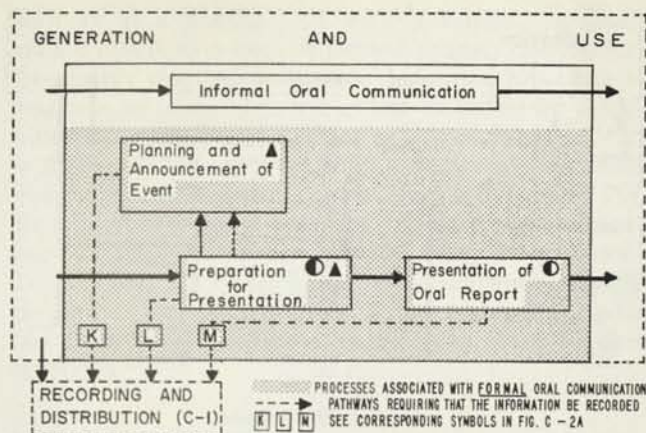 GENERATION AND USE
Informal Oral Communication
Planning and
Announcement of
Event
Preparation
for
Presentation
Presentation of
Oral Report
K L M
RECORDING AND
DISTRIBUTION (C-1)
PROCESSES ASSOCIATED WITH FORMAL ORAL COMMUNICATION
PATHWAYS REQUIRING THAT THE INFORMATION BE RECORDED
K L M SEE CORRESPONDING SYMBOLS IN FIG. C-2A